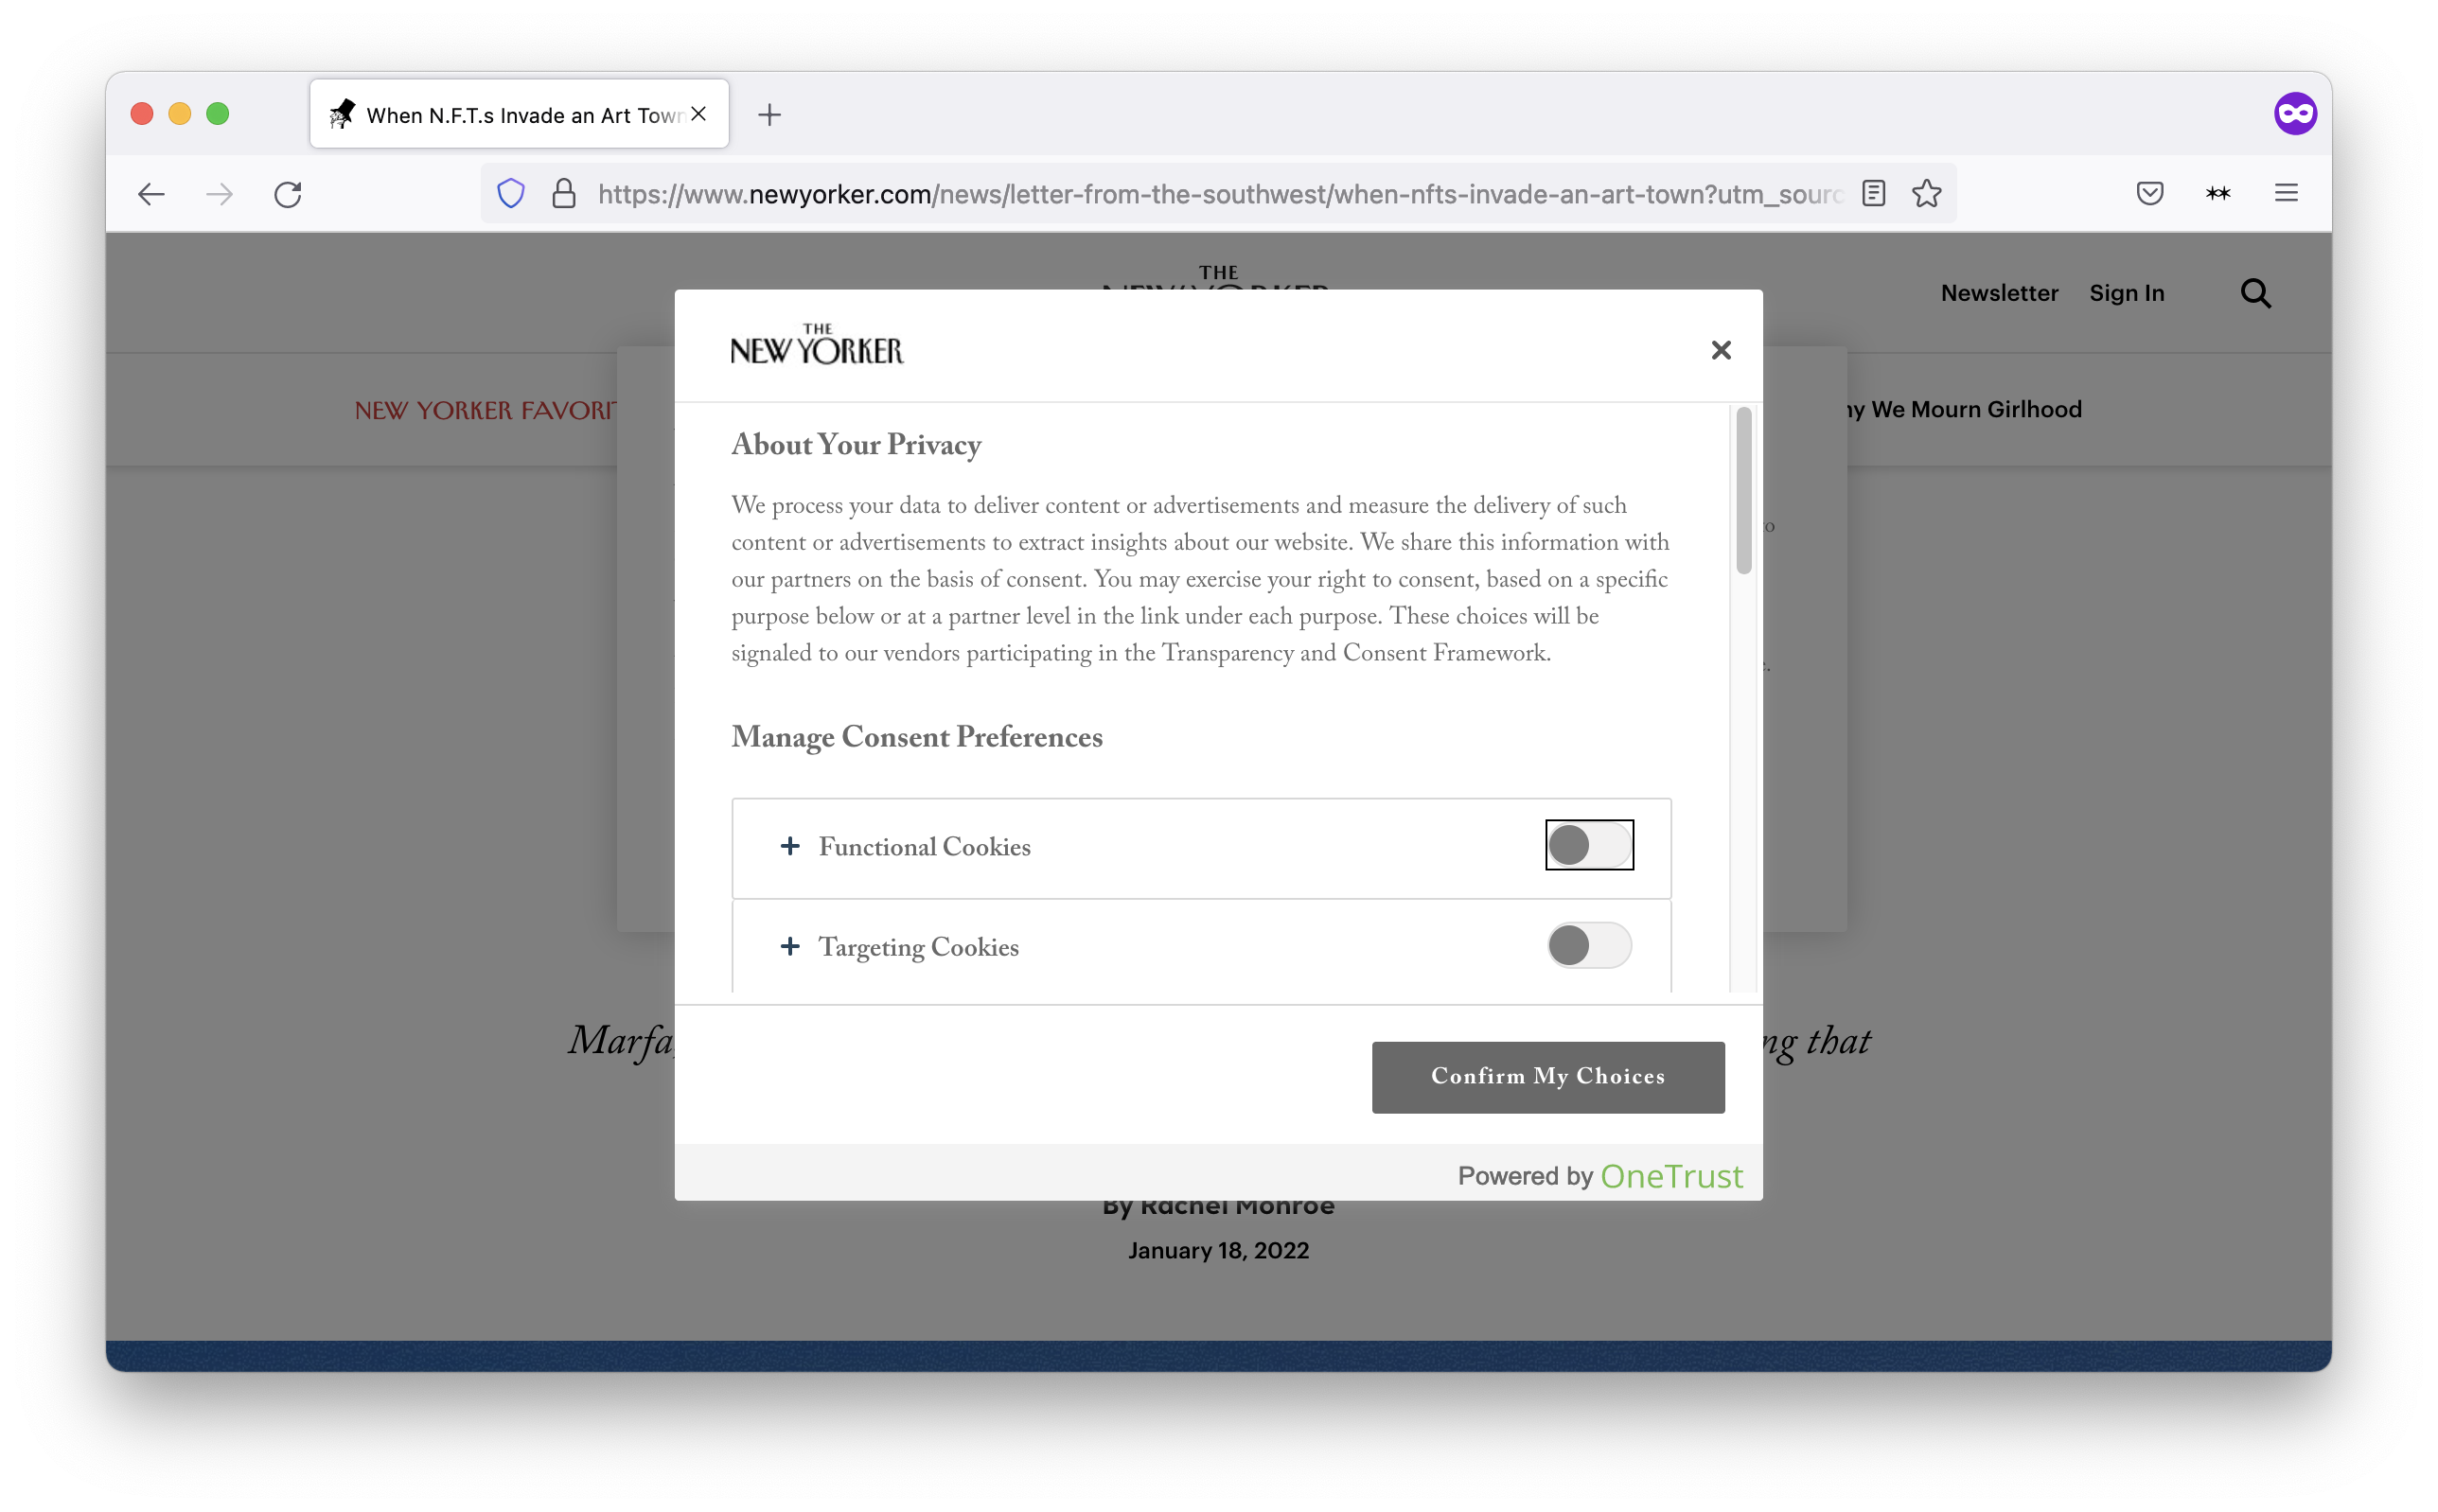 When N.F.T.s Invade an Art Town
https://www.newyorker.com/news/letter-from-the-southwest/when-nfts-invade-an-art-town?utm_sourc
THE
NEW YORKER
Newsletter
Sign In
THE
NEW YORKER
NEW YORKER FAVORIT
hy We Mourn Girlhood
About Your Privacy
We process your data to deliver content or advertisements and measure the delivery of such
content or advertisements to extract insights about our website. We share this information with
our partners on the basis of consent. You may exercise your right to consent, based on a specific
purpose below or at a partner level in the link under each purpose. These choices will be
signaled to our vendors participating in the Transparency and Consent Framework.
Manage Consent Preferences
Functional Cookies
Targeting Cookies
Marfa,
ng that
Confirm My Choices
Powered by OneTrust
By Rachel Monroe
January 18, 2022